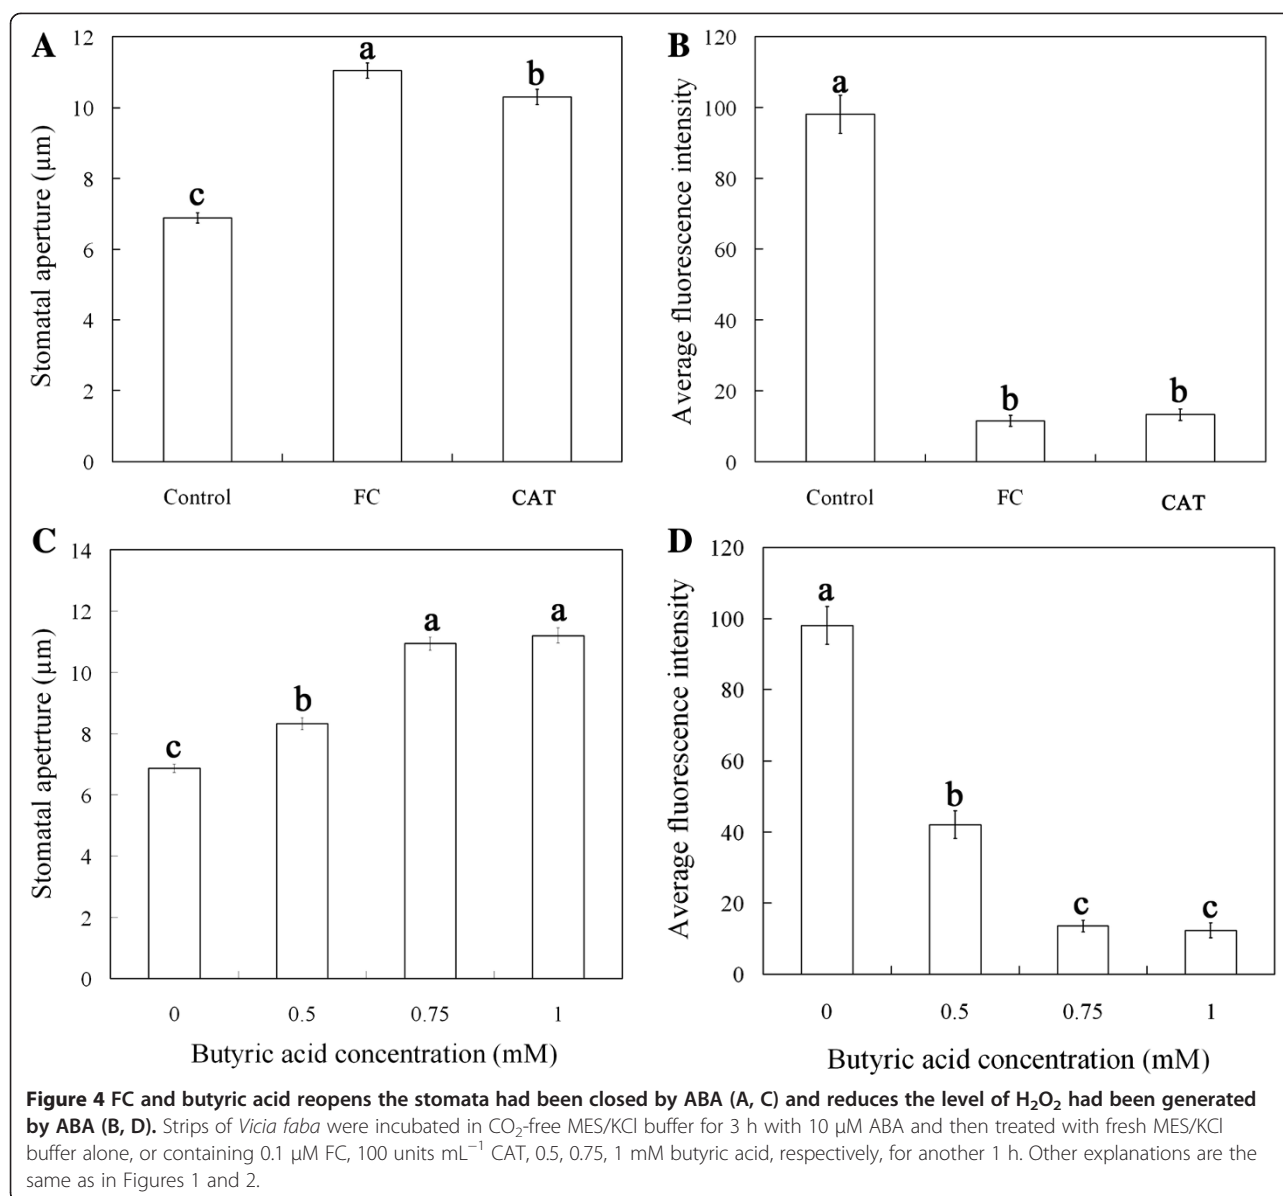 A
12
10
8
6
4
2
0
Stomatal aperture (µm)
c
a
b
Control FC CAT
B
120
100
80
60
40
20
0
Average fluorescence intensity
a
b
b
Control FC CAT
C
14
12
10
8
6
4
2
0
Stomatal apetrture (µm)
c
b
a
a
0 0.5 0.75 1
Butyric acid concentration (mM)
D
120
100
80
60
40
20
0
Average fluorescence intensity
a
b
c
c
0 0.5 0.75 1
Butyric acid concentration (mM)
Figure 4 FC and butyric acid reopens the stomata had been closed by ABA (A, C) and reduces the level of H₂O₂ had been generated
by ABA (B, D). Strips of Vicia faba were incubated in CO₂-free MES/KCl buffer for 3 h with 10 µM ABA and then treated with fresh MES/KCl
buffer alone, or containing 0.1 µM FC, 100 units mL⁻¹ CAT, 0.5, 0.75, 1 mM butyric acid, respectively, for another 1 h. Other explanations are the
same as in Figures 1 and 2.